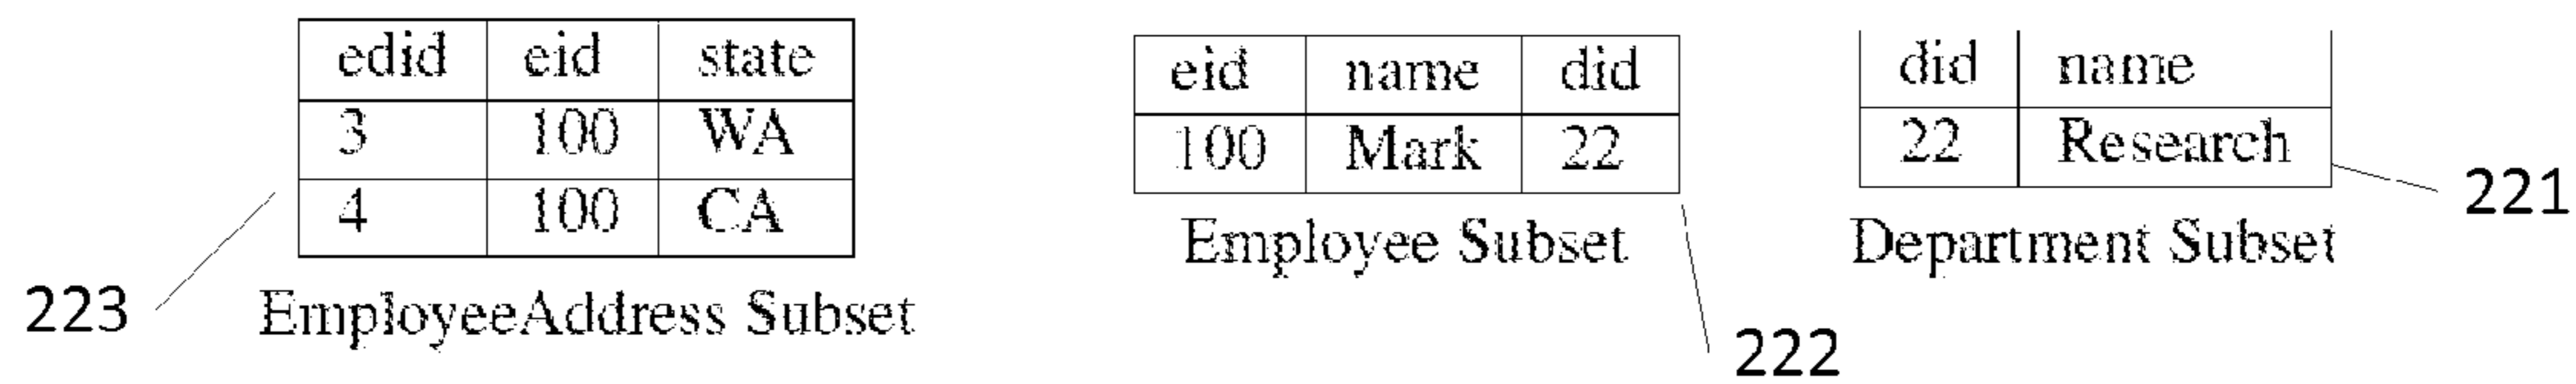 edid eid state
3 100 WA
4 100 CA
EmployeeAddress Subset
223
eid name did
100 Mark 22
Employee Subset
222
did name
22 Research
Department Subset
221